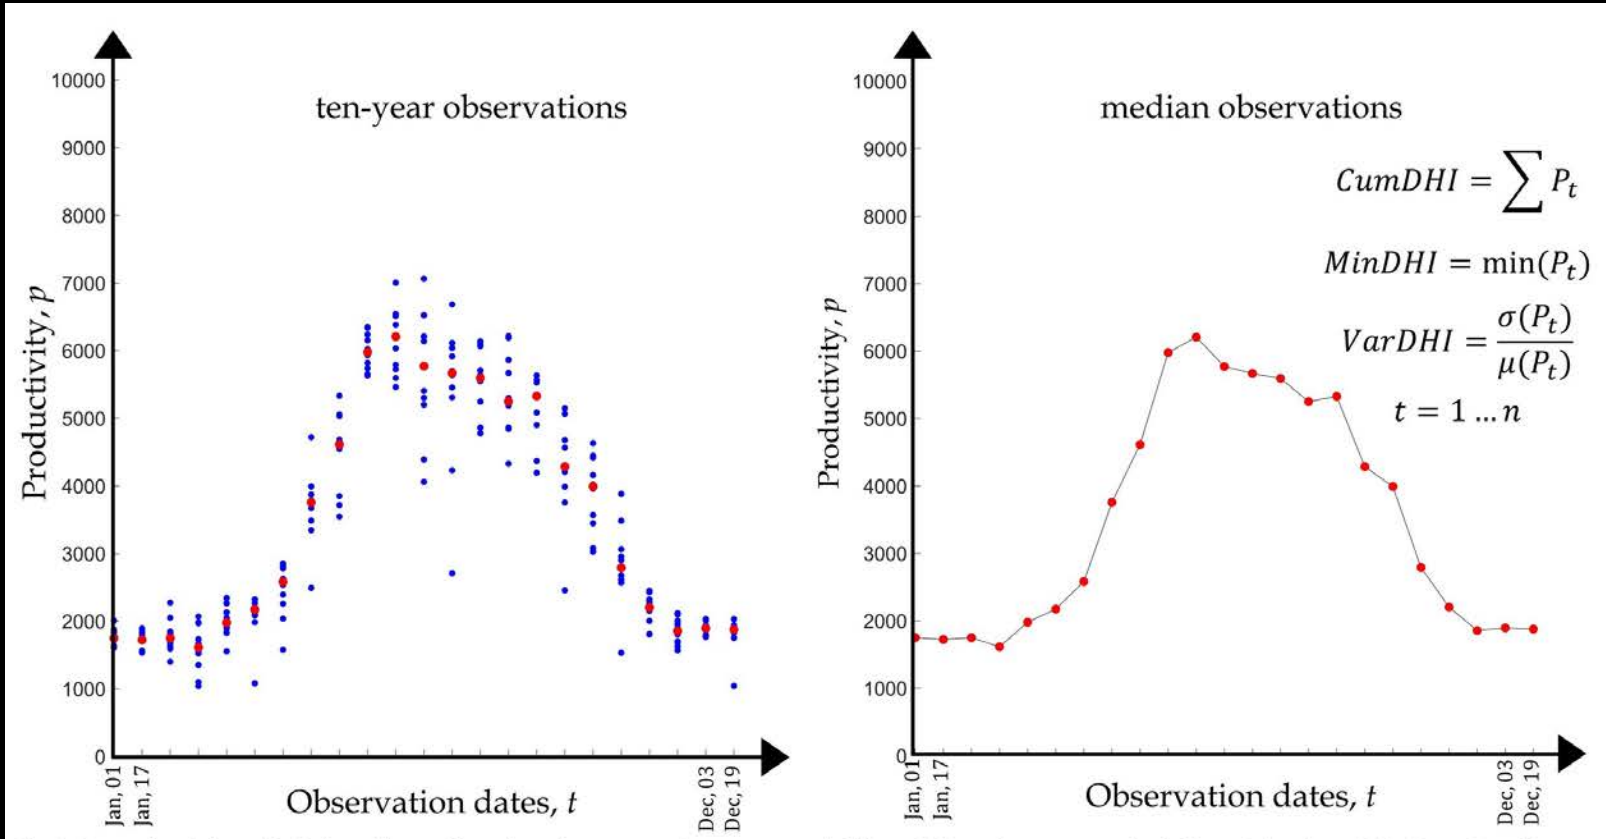 ten-year observations
10000
9000
8000
7000
6000
5000
4000
3000
2000
1000
0
Productivity, p
Jan, 01
Jan, 17
Dec, 03
Dec, 19
Observation dates, t
median observations
10000
9000
8000
7000
6000
5000
4000
3000
2000
1000
0
Productivity, p
CumDHI = ∑ P_t
MinDHI = min(P_t)
VarDHI = σ(P_t) / μ(P_t)
t = 1 … n
Jan, 01
Jan, 17
Dec, 03
Dec, 19
Observation dates, t